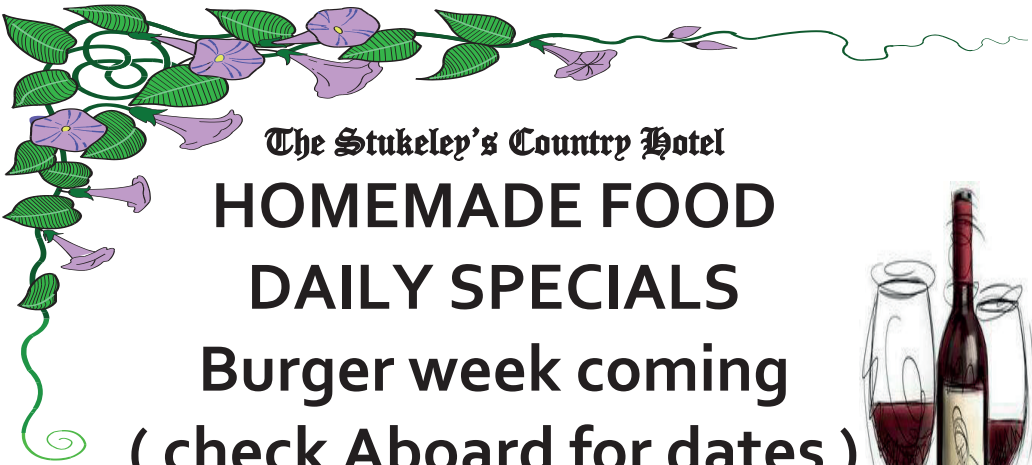 The Stukeley’s Country Hotel
HOMEMADE FOOD
DAILY SPECIALS
Burger week coming
( check Aboard for dates )